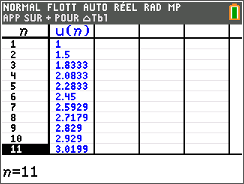 NORMAL FLOTT AUTO RÉEL RAD MP
APP SUR + POUR △Tbl
n u(n)
1 1
2 1.5
3 1.8333
4 2.0833
5 2.2833
6 2.45
7 2.5929
8 2.7179
9 2.829
10 2.929
11 3.0199
n=11